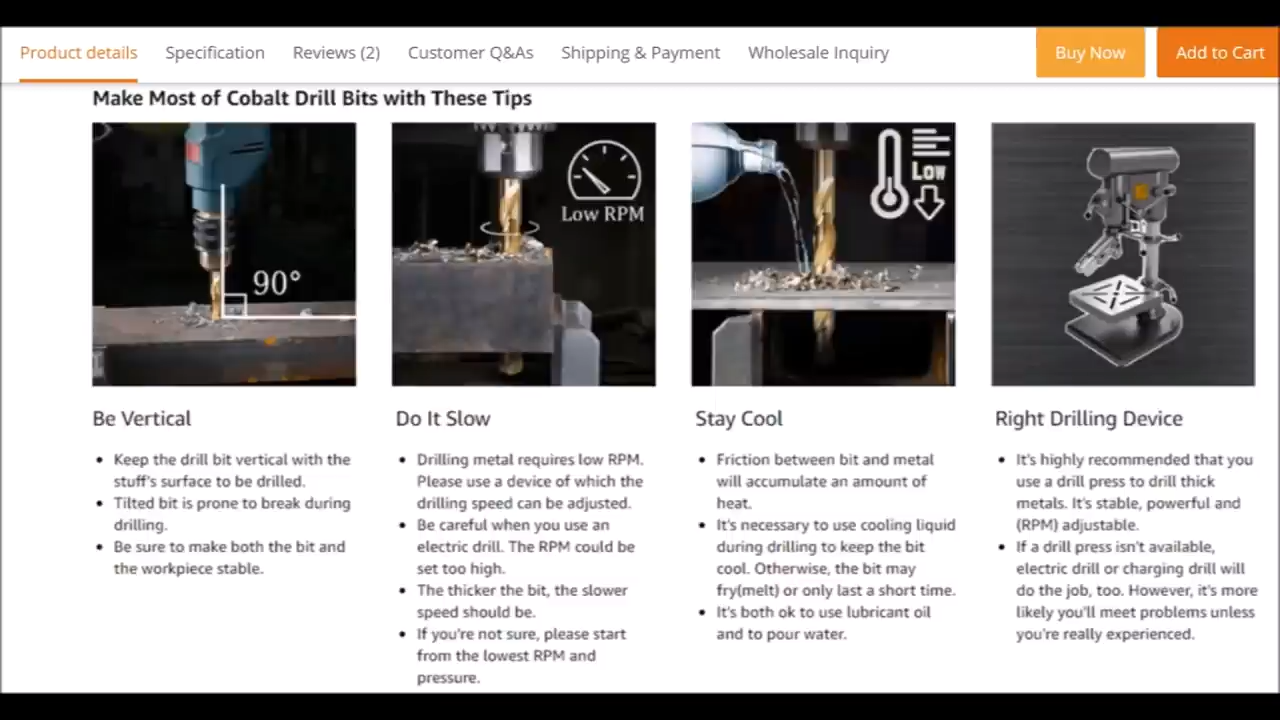 Product details Specification Reviews (2) Customer Q&As Shipping & Payment Wholesale Inquiry Buy Now Add to Cart
Make Most of Cobalt Drill Bits with These Tips
90°
Low RPM
Low
Be Vertical
• Keep the drill bit vertical with the
stuff's surface to be drilled.
• Tilted bit is prone to break during
drilling.
• Be sure to make both the bit and
the workpiece stable.
Do It Slow
• Drilling metal requires low RPM.
Please use a device of which the
drilling speed can be adjusted.
• Be careful when you use an
electric drill. The RPM could be
set too high.
• The thicker the bit, the slower
speed should be.
• If you're not sure, please start
from the lowest RPM and
pressure.
Stay Cool
• Friction between bit and metal
will accumulate an amount of
heat.
• It's necessary to use cooling liquid
during drilling to keep the bit
cool. Otherwise, the bit may
fry(melt) or only last a short time.
• It's both ok to use lubricant oil
and to pour water.
Right Drilling Device
• It's highly recommended that you
use a drill press to drill thick
metals. It's stable, powerful and
(RPM) adjustable.
• If a drill press isn't available,
electric drill or charging drill will
do the job, too. However, it's more
likely you'll meet problems unless
you're really experienced.